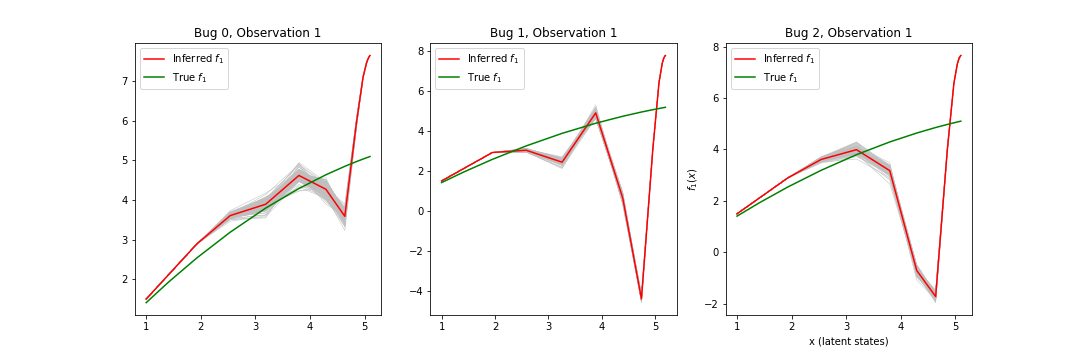 Bug 0, Observation 1
Inferred f₁
True f₁
7
6
5
4
3
2
1 2 3 4 5
Bug 1, Observation 1
Inferred f₁
True f₁
8
6
4
2
0
−2
−4
1 2 3 4 5
Bug 2, Observation 1
Inferred f₁
True f₁
f₁(x)
8
6
4
2
0
−2
1 2 3 4 5
x (latent states)